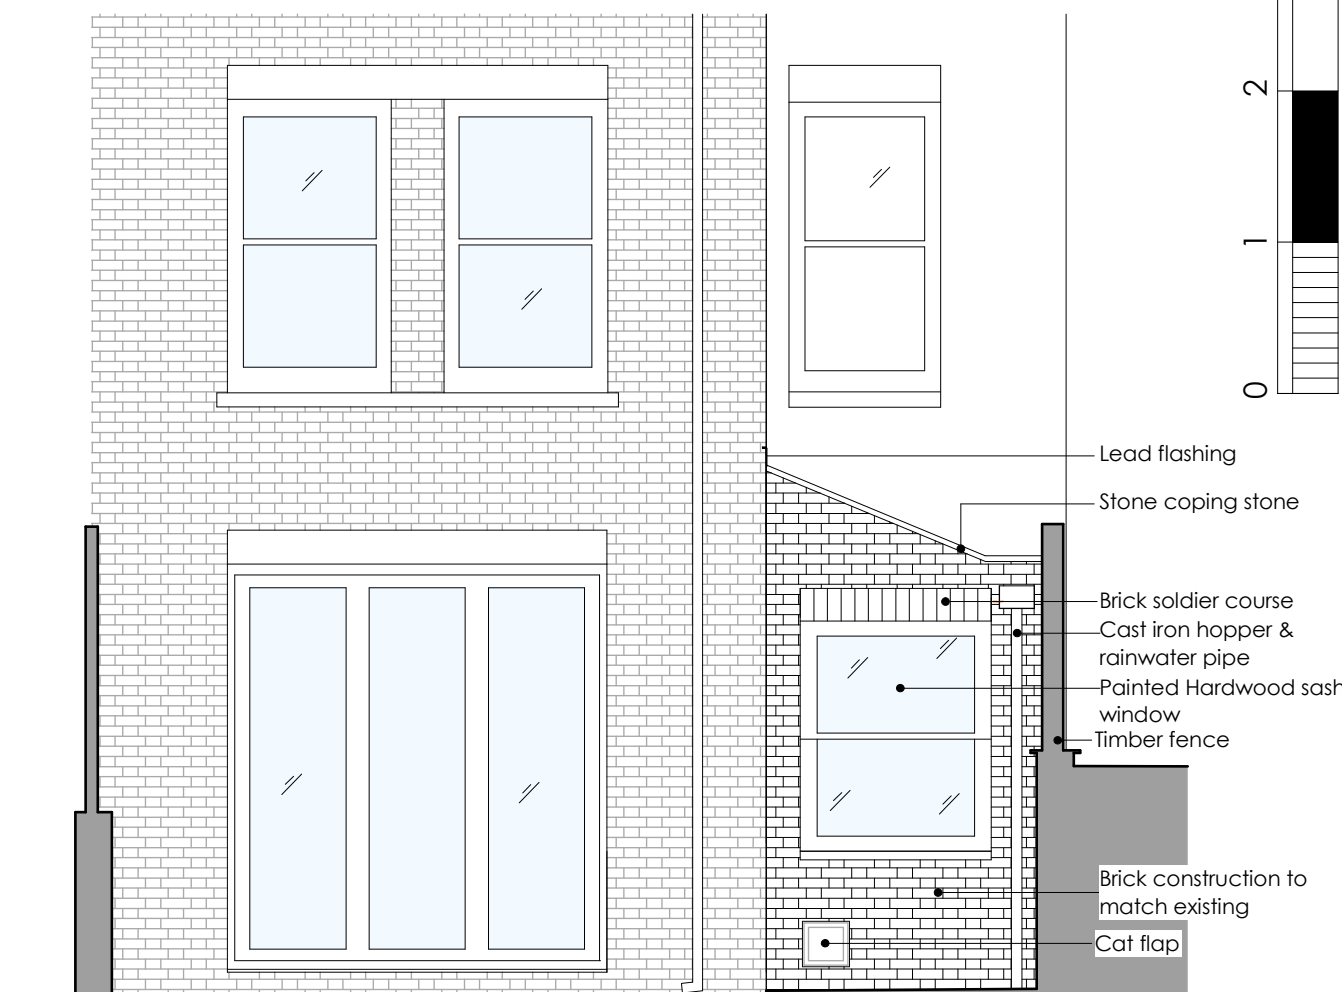 2
1
0
Lead flashing
Stone coping stone
Brick soldier course
Cast iron hopper &
rainwater pipe
Painted Hardwood sash
window
Timber fence
Brick construction to
match existing
Cat flap